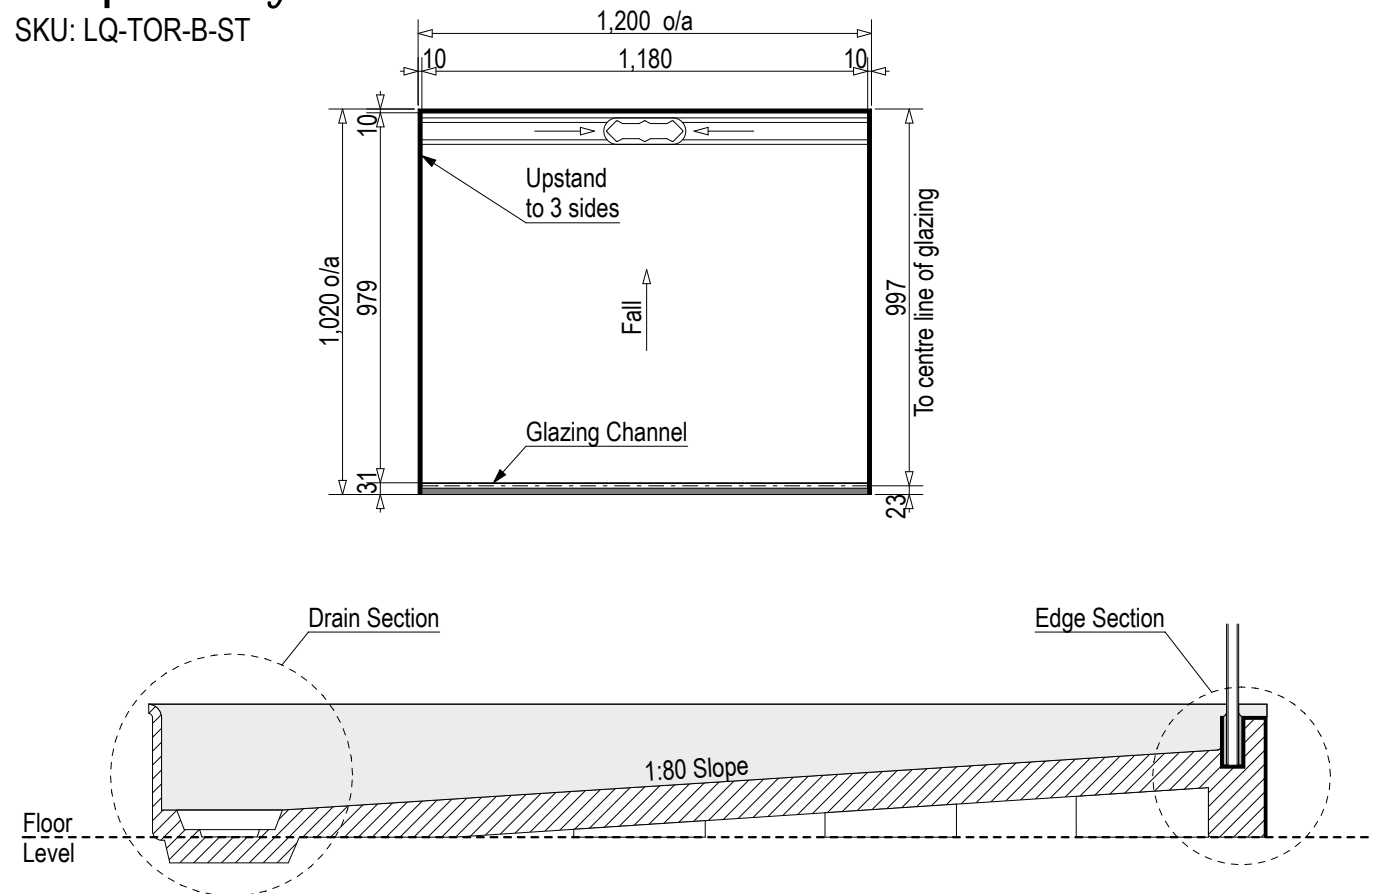 SKU: LQ-TOR-B-ST
1,200 o/a
10
1,180
10
10
Upstand
to 3 sides
1,020 o/a
979
Fall
997
To centre line of glazing
Glazing Channel
31
23
Drain Section
Edge Section
1:80 Slope
Floor
Level